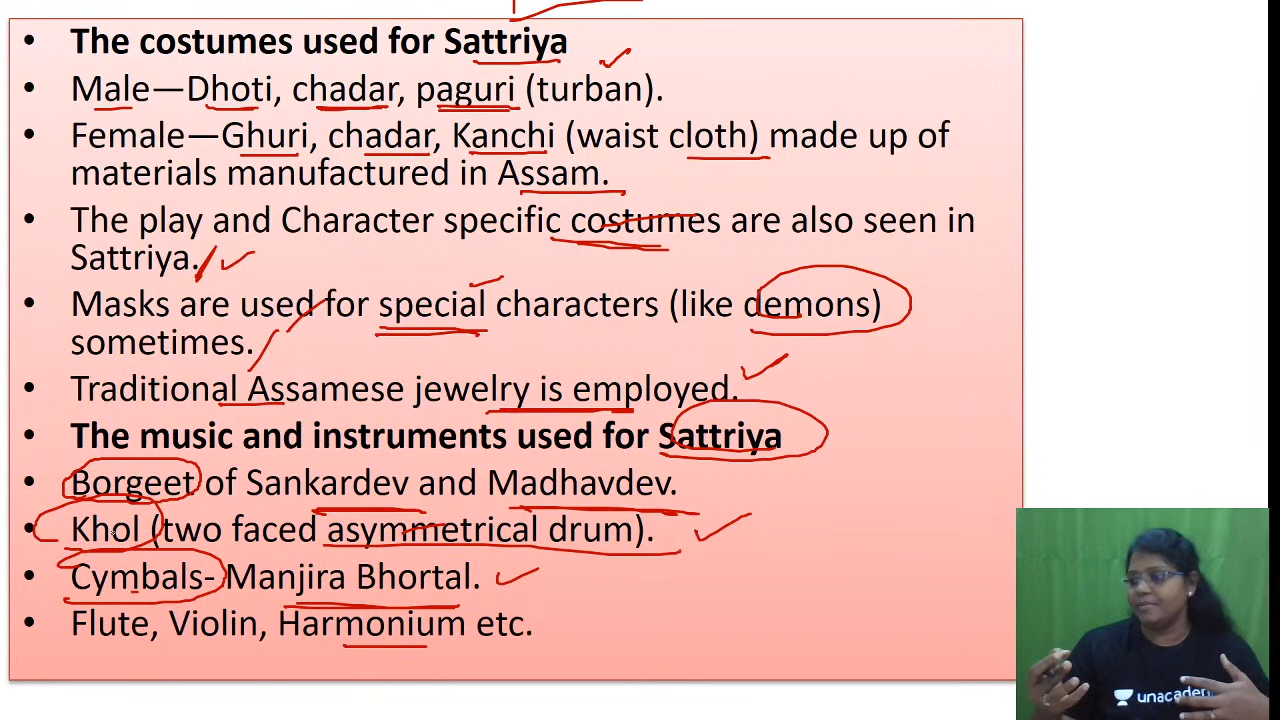 • The costumes used for Sattriya
• Male—Dhoti, chadar, paguri (turban).
• Female—Ghuri, chadar, Kanchi (waist cloth) made up of
materials manufactured in Assam.
• The play and Character specific costumes are also seen in
Sattriya.
• Masks are used for special characters (like demons)
sometimes.
• Traditional Assamese jewelry is employed.
• The music and instruments used for Sattriya
• Borgeet of Sankardev and Madhavdev.
• Khol (two faced asymmetrical drum).
• Cymbals- Manjira Bhortal.
• Flute, Violin, Harmonium etc.